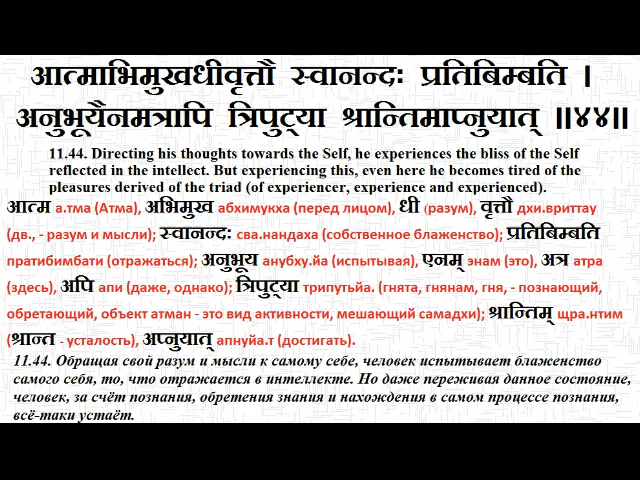 आत्माभिमुखधीवृत्तौ स्वानन्दः प्रतिबिम्बति ।
अनुभूयैनमत्रापि त्रिपुट्या श्रान्तिमाप्नुयात् ॥४४॥
11.44. Directing his thoughts towards the Self, he experiences the bliss of the Self
reflected in the intellect. But experiencing this, even here he becomes tired of the
pleasures derived of the triad (of experiencer, experience and experienced).
आत्म а.тма (Атма), अभिमुख абхимукха (перед лицом), धी (разум), वृत्तौ дхи.вриттау
(дв., - разум и мысли); स्वानन्दः сва.нандаха (собственное блаженство); प्रतिबिम्बति
пратибимбати (отражаться); अनुभूय анубху.йа (испытывая), एनम् энам (это), अत्र атра
(здесь), अपि апи (даже, однако); त्रिपुट्या трипутьйа. (гнята, гнянам, гня, - познающий,
обретающий, объект атман - это вид активности, мешающий самадхи); श्रान्तिम् щра.нтим
(श्रान्त - усталость), अप्नुयात् апнуйа.т (достигать).
11.44. Обращая свой разум и мысли к самому себе, человек испытывает блаженство
самого себя, то, что отражается в интеллекте. Но даже переживая данное состояние,
человек, за счёт познания, обретения знания и нахождения в самом процессе познания,
всё-таки устаёт.